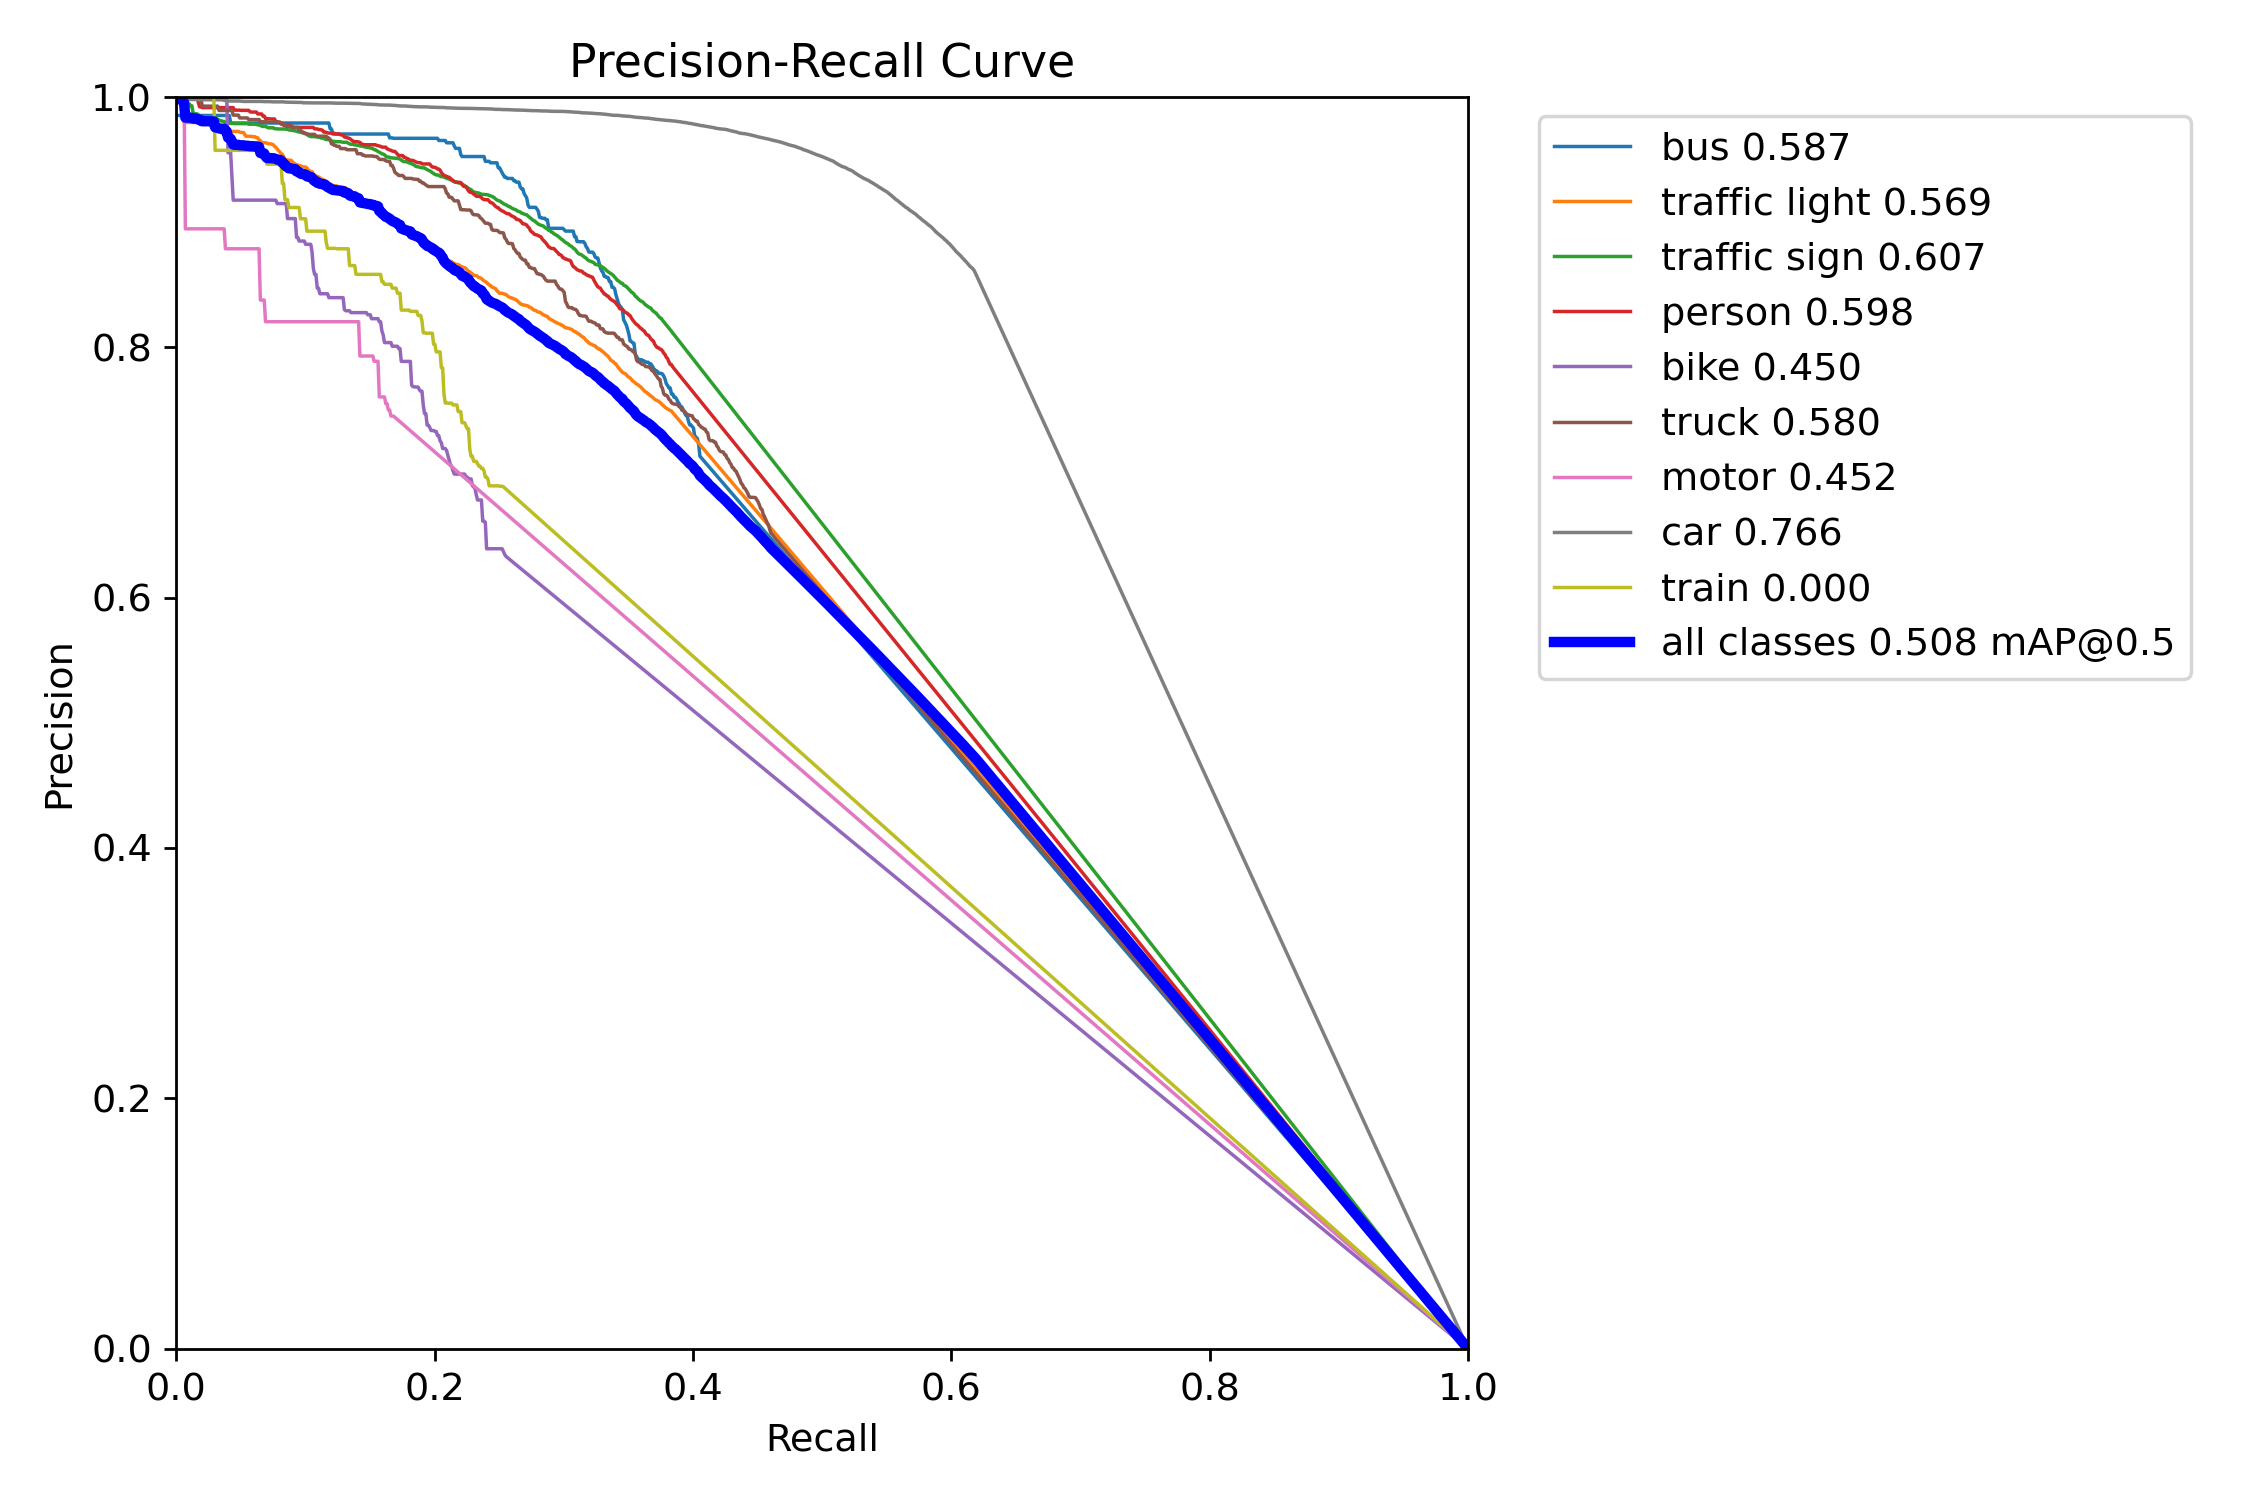 Precision-Recall Curve
1.0
0.8
0.6
0.4
0.2
0.0
Precision
0.0 0.2 0.4 0.6 0.8 1.0
Recall
bus 0.587
traffic light 0.569
traffic sign 0.607
person 0.598
bike 0.450
truck 0.580
motor 0.452
car 0.766
train 0.000
all classes 0.508 mAP@0.5